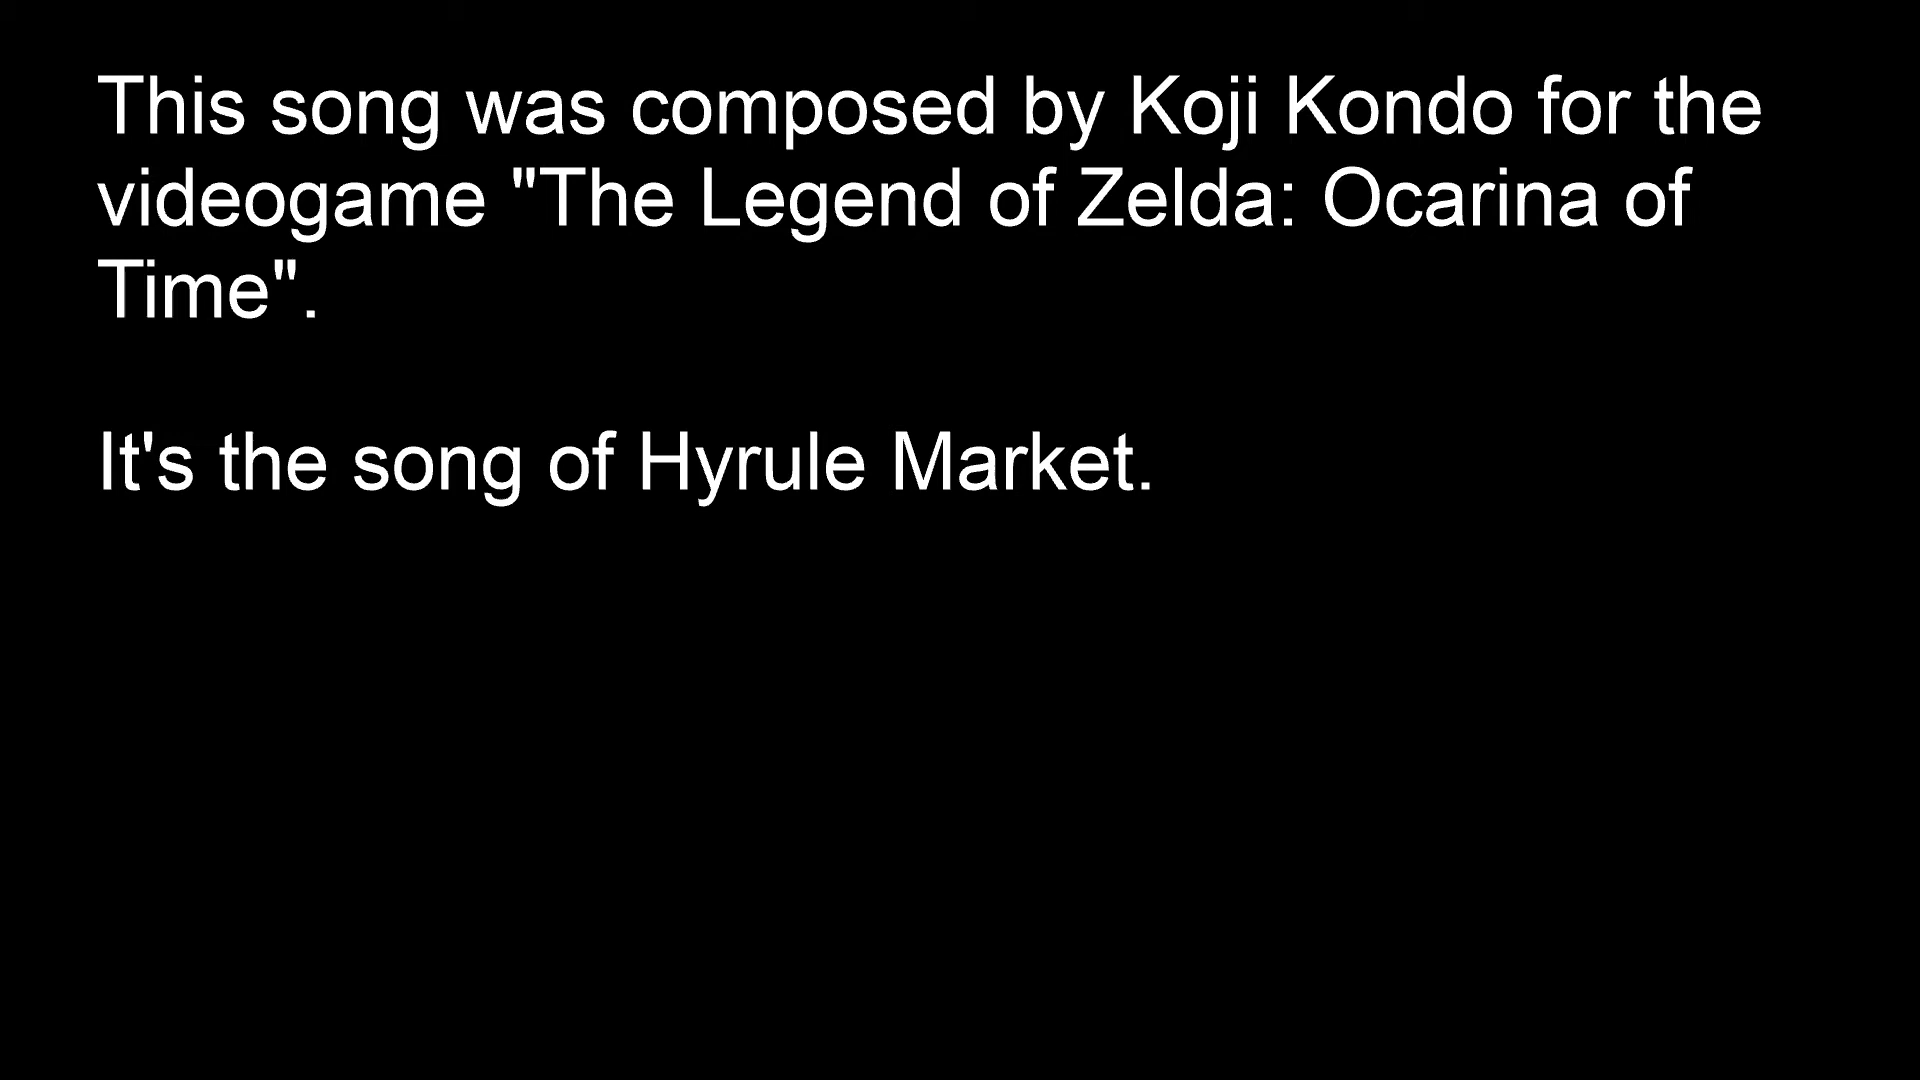 This song was composed by Koji Kondo for the
videogame "The Legend of Zelda: Ocarina of
Time".
It's the song of Hyrule Market.